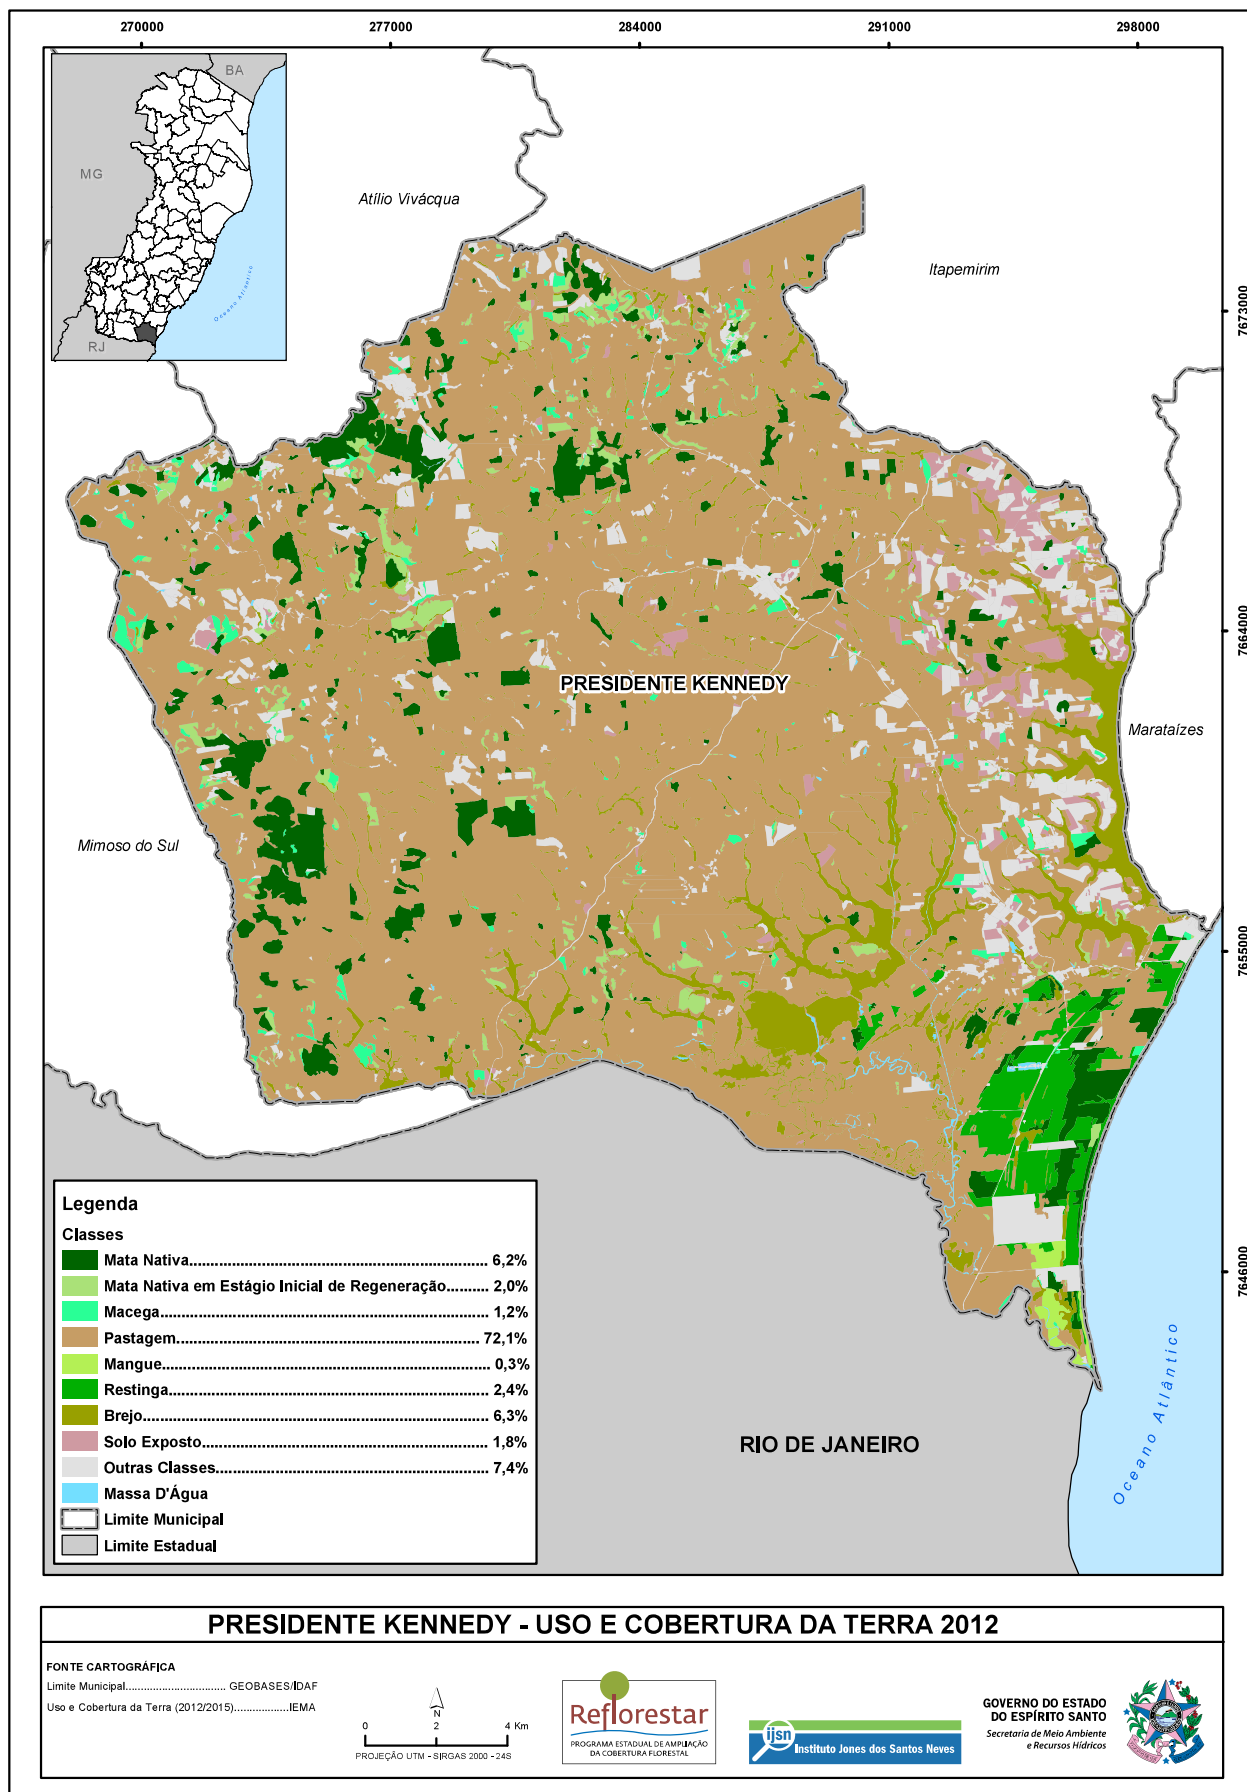 270000
277000
284000
291000
298000
BA
MG
RJ
Oceano Atlântico
Atílio Vivácqua
Itapemirim
7673000
7664000
PRESIDENTE KENNEDY
Marataízes
Mimoso do Sul
7655000
7646000
RIO DE JANEIRO
Oceano Atlântico
Legenda
Classes
Mata Nativa........................................................ 6,2%
Mata Nativa em Estágio Inicial de Regeneração.......... 2,0%
Macega........................................................ 1,2%
Pastagem........................................................ 72,1%
Mangue........................................................ 0,3%
Restinga........................................................ 2,4%
Brejo........................................................ 6,3%
Solo Exposto........................................................ 1,8%
Outras Classes........................................................ 7,4%
Massa D'Água
Limite Municipal
Limite Estadual
PRESIDENTE KENNEDY - USO E COBERTURA DA TERRA 2012
FONTE CARTOGRÁFICA
Limite Municipal.................................. GEOBASES/IDAF
Uso e Cobertura da Terra (2012/2015)..................IEMA
N
0 2 4 Km
PROJEÇÃO UTM - SIRGAS 2000 - 24S
Reflorestar
PROGRAMA ESTADUAL DE AMPLIAÇÃO
DA COBERTURA FLORESTAL
ijsn
Instituto Jones dos Santos Neves
GOVERNO DO ESTADO
DO ESPÍRITO SANTO
Secretaria de Meio Ambiente
e Recursos Hídricos